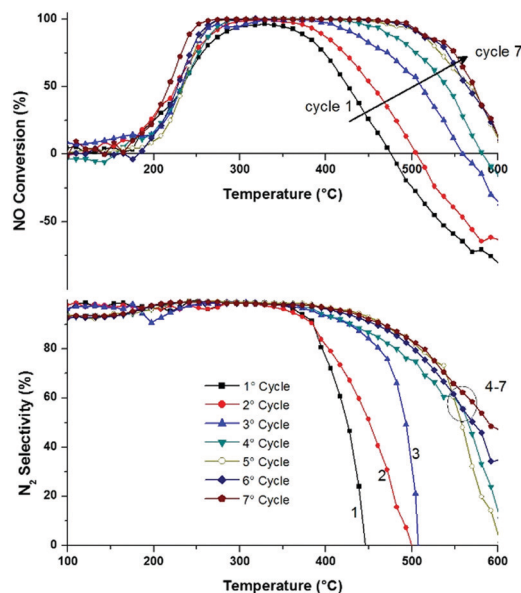 100
50
0
-50
NO Conversion (%)
100
200
300
400
500
600
Temperature (°C)
cycle 1
cycle 7
80
60
40
20
0
N2 Selectivity (%)
1° Cycle
2° Cycle
3° Cycle
4° Cycle
5° Cycle
6° Cycle
7° Cycle
1
2
3
4-7
100
200
300
400
500
600
Temperature (°C)